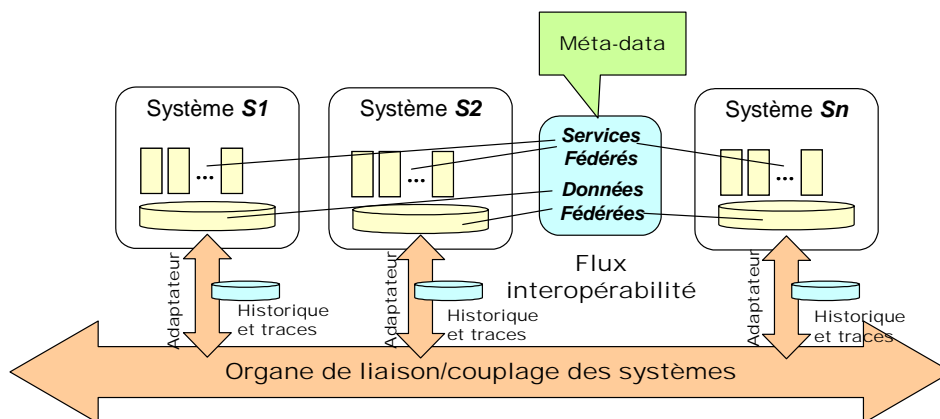 Méta-data
Système S1
Système S2
Système Sn
...
...
...
Services
Fédérés
Données
Fédérées
Adaptateur
Historique
et traces
Adaptateur
Historique
et traces
Flux
interopérabilité
Adaptateur
Historique
et traces
Organe de liaison/couplage des systèmes